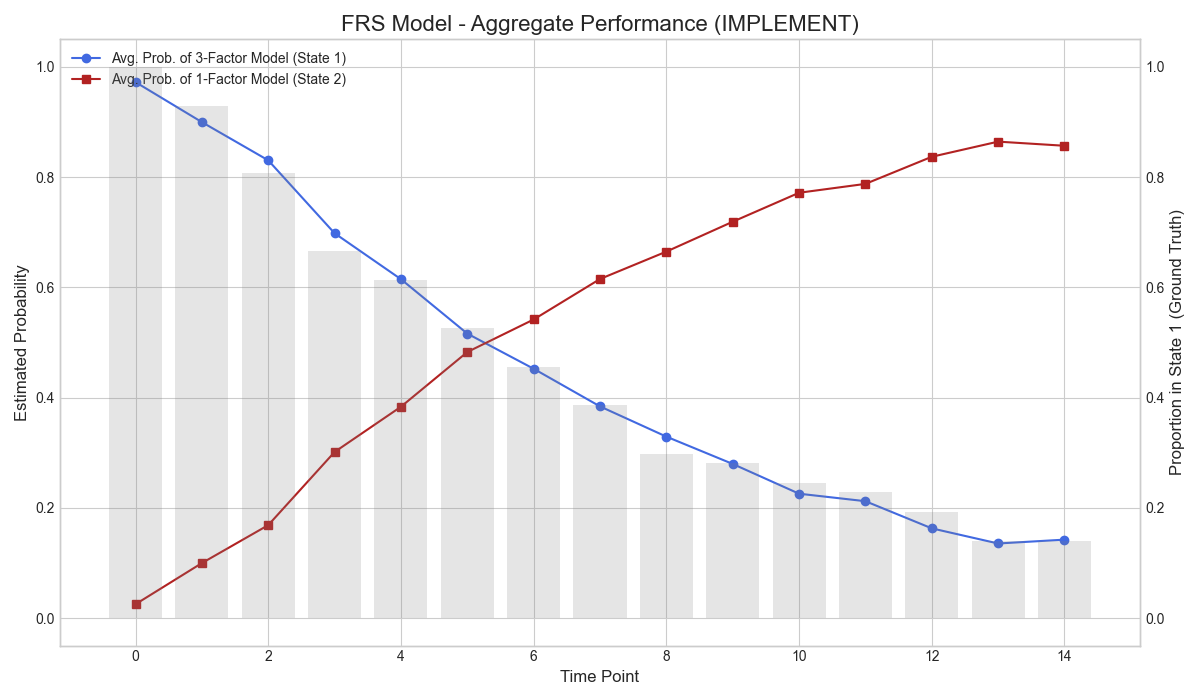 FRS Model - Aggregate Performance (IMPLEMENT)
Avg. Prob. of 3-Factor Model (State 1)
Avg. Prob. of 1-Factor Model (State 2)
Estimated Probability
1.0
0.8
0.6
0.4
0.2
0.0
1.0
0.8
0.6
0.4
0.2
0.0
Proportion in State 1 (Ground Truth)
0 2 4 6 8 10 12 14
Time Point